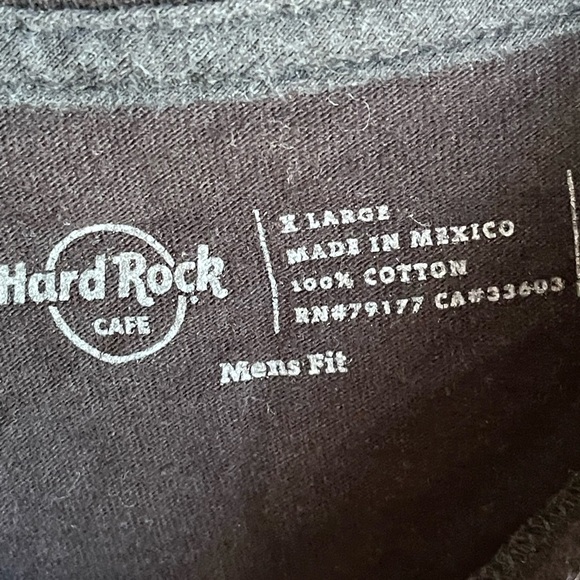 Hard Rock
CAFE
X LARGE
MADE IN MEXICO
100% COTTON
RN#79177 CA#33603
Mens Fit